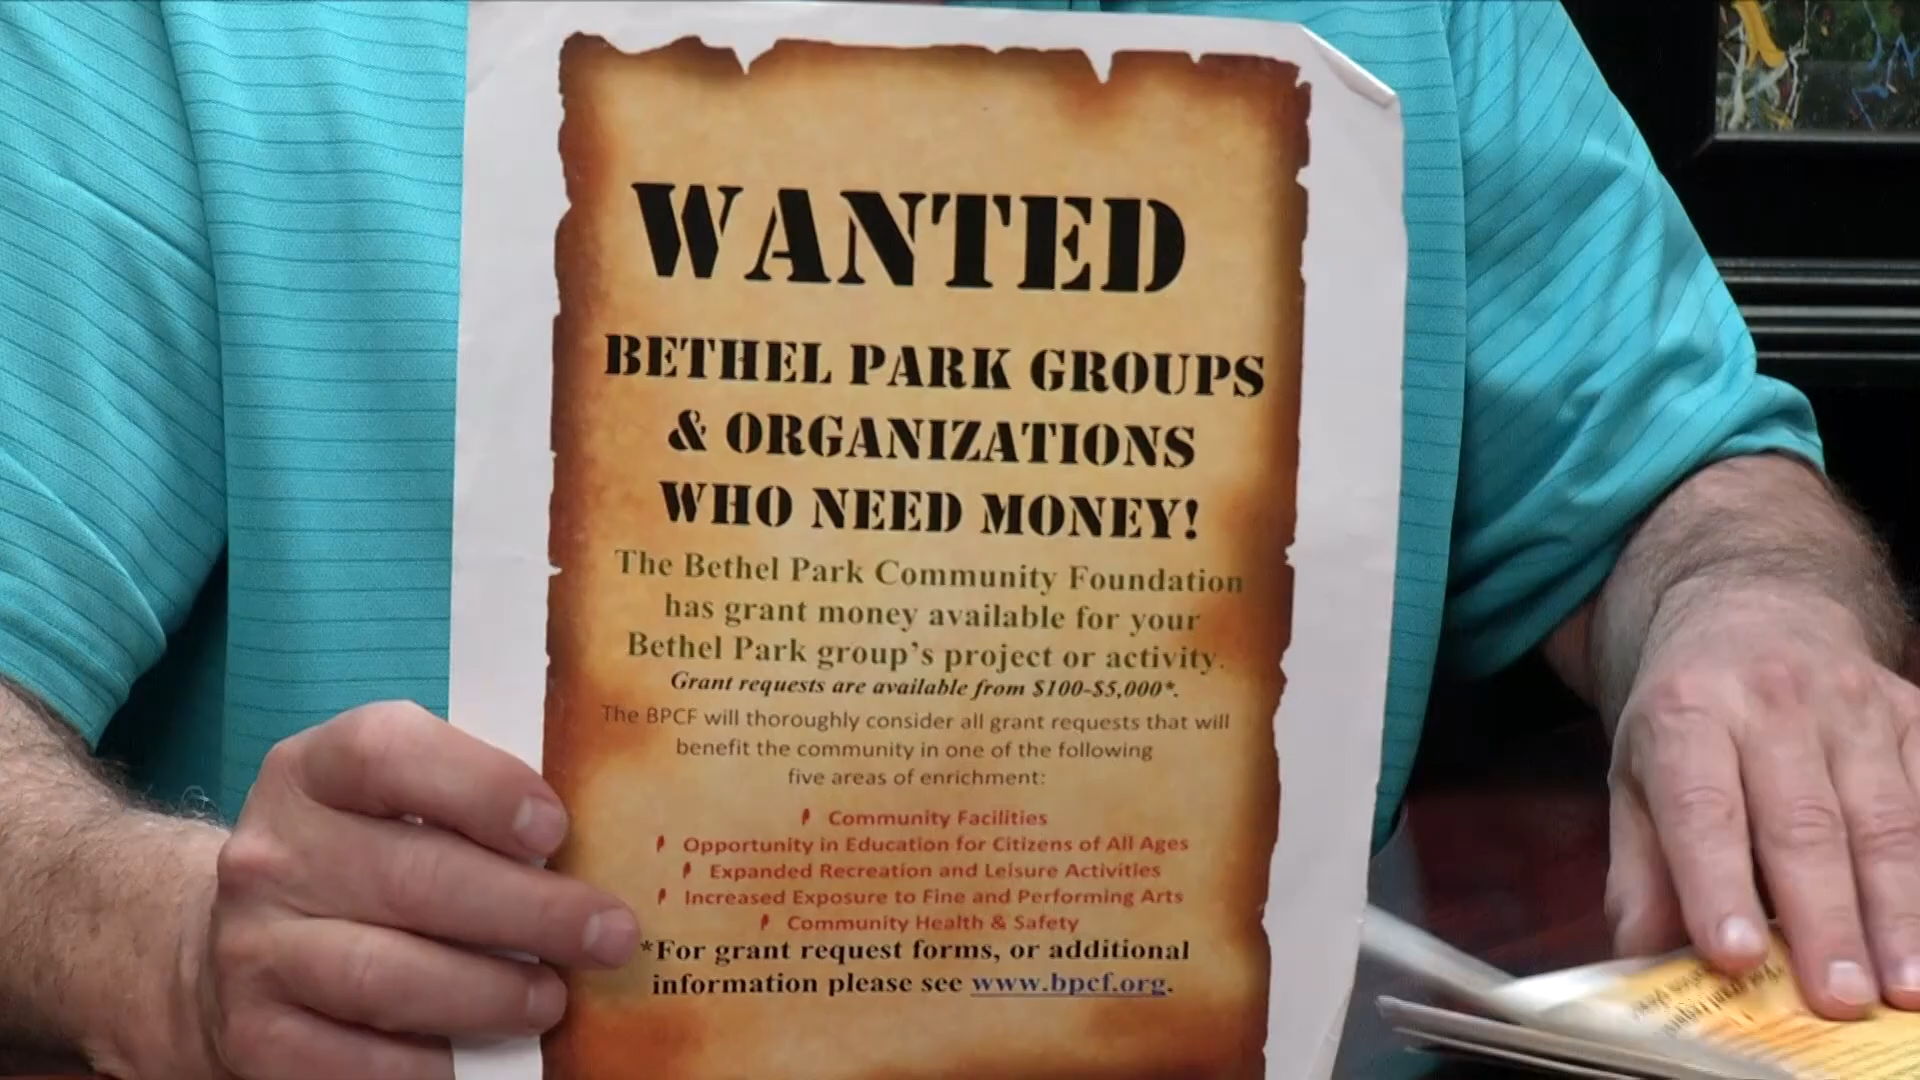 WANTED
BETHEL PARK GROUPS
& ORGANIZATIONS
WHO NEED MONEY!
The Bethel Park Community Foundation
has grant money available for your
Bethel Park group's project or activity.
Grant requests are available from $100-$5,000*.
The BPCF will thoroughly consider all grant requests that will
benefit the community in one of the following
five areas of enrichment:
Community Facilities
Opportunity in Education for Citizens of All Ages
Expanded Recreation and Leisure Activities
Increased Exposure to Fine and Performing Arts
Community Health & Safety
*For grant request forms, or additional
information please see www.bpcf.org.